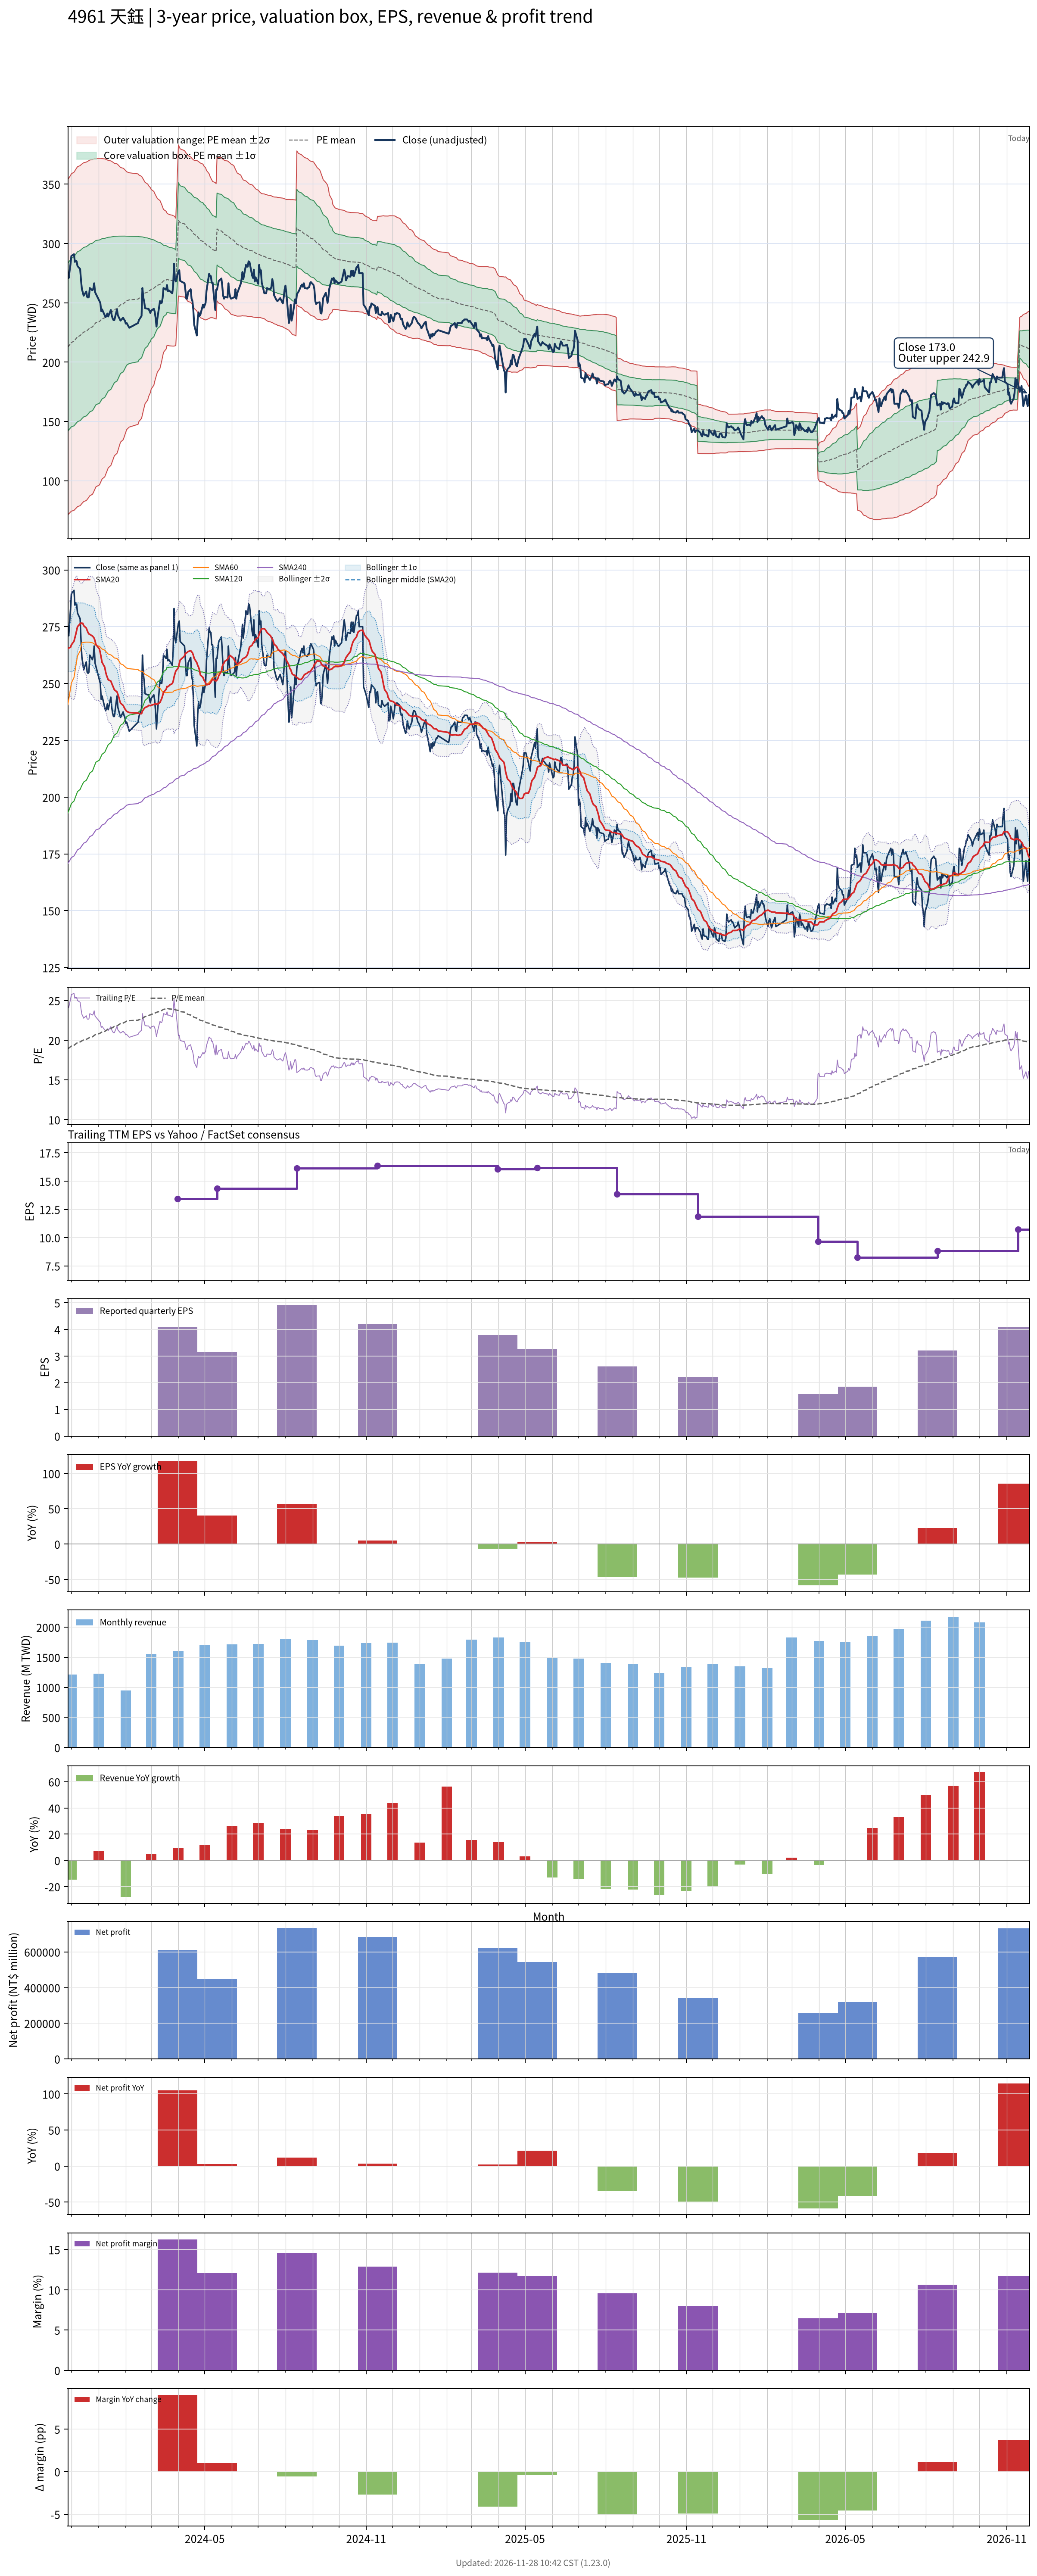 4961 天鈺 | 3-year price, valuation box, EPS, revenue & profit trend
Outer valuation range: PE mean ±2σ
PE mean
Close (unadjusted)
Core valuation box: PE mean ±1σ
Today
Close 173.0
Outer upper 242.9
Price (TWD)
350
300
250
200
150
100
Close (same as panel 1)
SMA60
SMA240
Bollinger ±1σ
SMA20
SMA120
Bollinger ±2σ
Bollinger middle (SMA20)
Price
300
275
250
225
200
175
150
125
Trailing P/E
P/E mean
P/E
25
20
15
10
Trailing TTM EPS vs Yahoo / FactSet consensus
Today
EPS
17.5
15.0
12.5
10.0
7.5
Reported quarterly EPS
EPS
5
4
3
2
1
0
EPS YoY growth
YoY (%)
100
50
0
-50
Monthly revenue
Revenue (M TWD)
2000
1500
1000
500
0
Revenue YoY growth
YoY (%)
60
40
20
0
-20
Month
Net profit
Net profit (NT$ million)
600000
400000
200000
0
Net profit YoY
YoY (%)
100
50
0
-50
Net profit margin
Margin (%)
15
10
5
0
Margin YoY change
Δ margin (pp)
5
0
-5
2024-05
2024-11
2025-05
2025-11
2026-05
2026-11
Updated: 2026-11-28 10:42 CST (1.23.0)